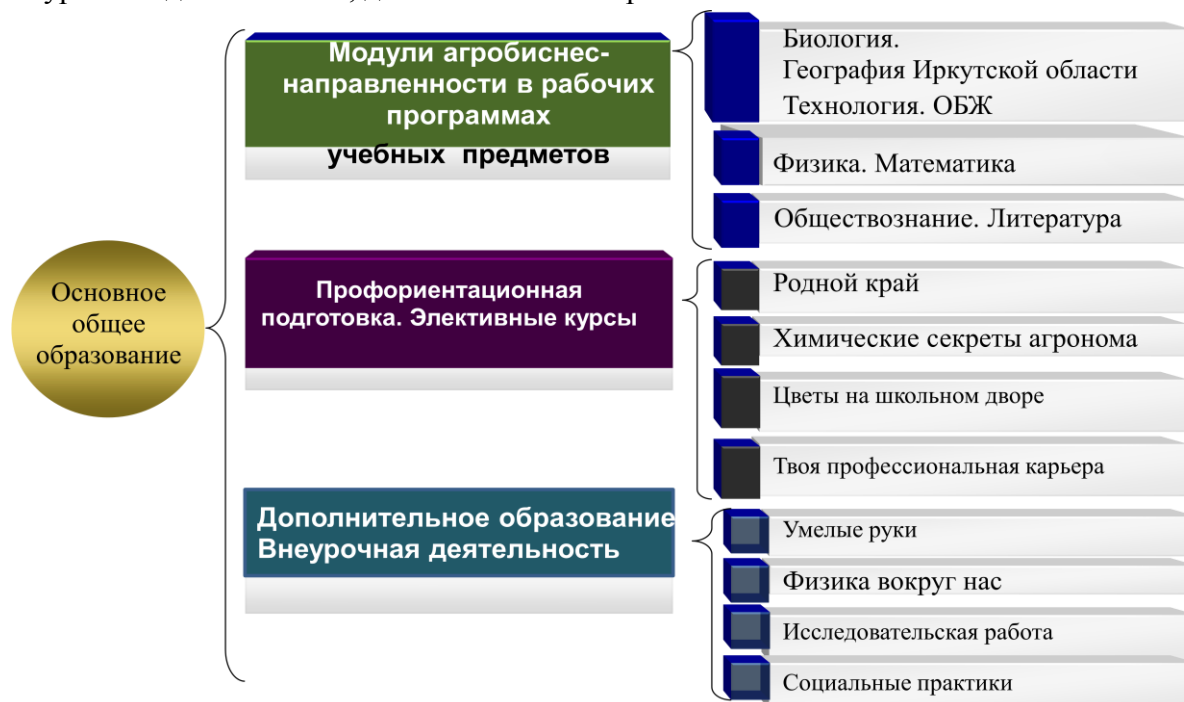 Модули агробиснес-
направленности в рабочих
программах
учебных предметов
Биология.
География Иркутской области
Технология. ОБЖ
Физика. Математика
Обществознание. Литература
Основное
общее
образование
Профориентационная
подготовка. Элективные курсы
Родной край
Химические секреты агронома
Цветы на школьном дворе
Твоя профессиональная карьера
Дополнительное образование
Внеурочная деятельность
Умелые руки
Физика вокруг нас
Исследовательская работа
Социальные практики